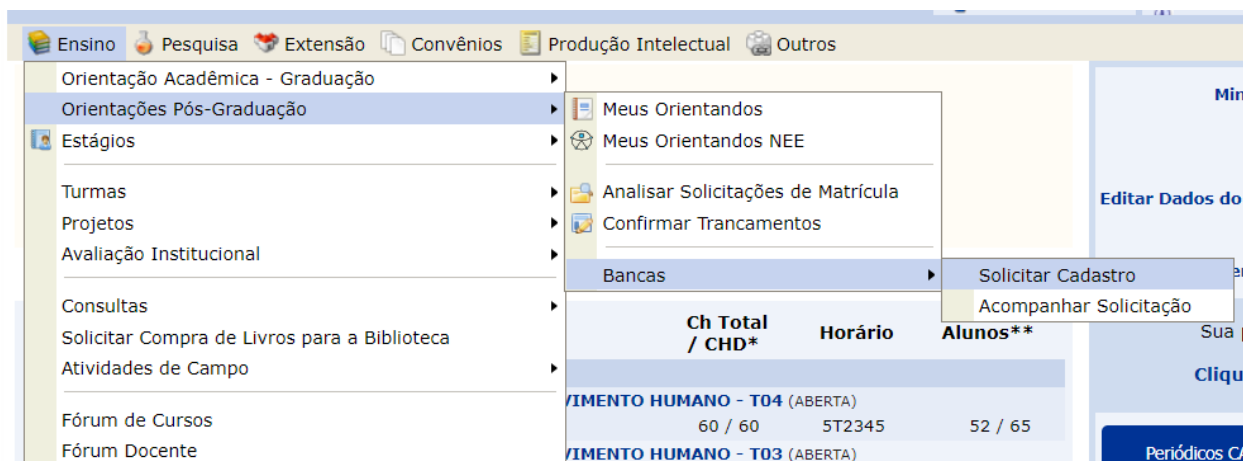 Ensino Pesquisa Extensão Convênios Produção Intelectual Outros
Orientação Acadêmica - Graduação
Orientações Pós-Graduação
Estágios
Turmas
Projetos
Avaliação Institucional
Consultas
Solicitar Compra de Livros para a Biblioteca
Atividades de Campo
Fórum de Cursos
Fórum Docente
Meus Orientandos
Meus Orientandos NEE
Analisar Solicitações de Matrícula
Confirmar Trancamentos
Bancas
Solicitar Cadastro
Acompanhar Solicitação
Ch Total
/ CHD* Horário Alunos**
VIMENTO HUMANO - T04 (ABERTA)
60 / 60 5T2345 52 / 65
VIMENTO HUMANO - T03 (ABERTA)
Min
Editar Dados do
Sua
Cliqu
Periódicos CA